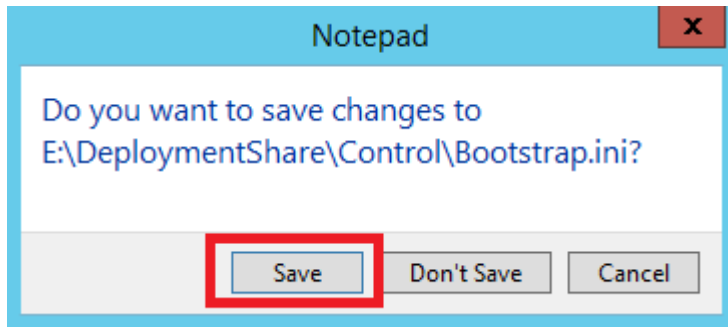 Notepad
x
Do you want to save changes to
E:\DeploymentShare\Control\Bootstrap.ini?
Save
Don't Save
Cancel